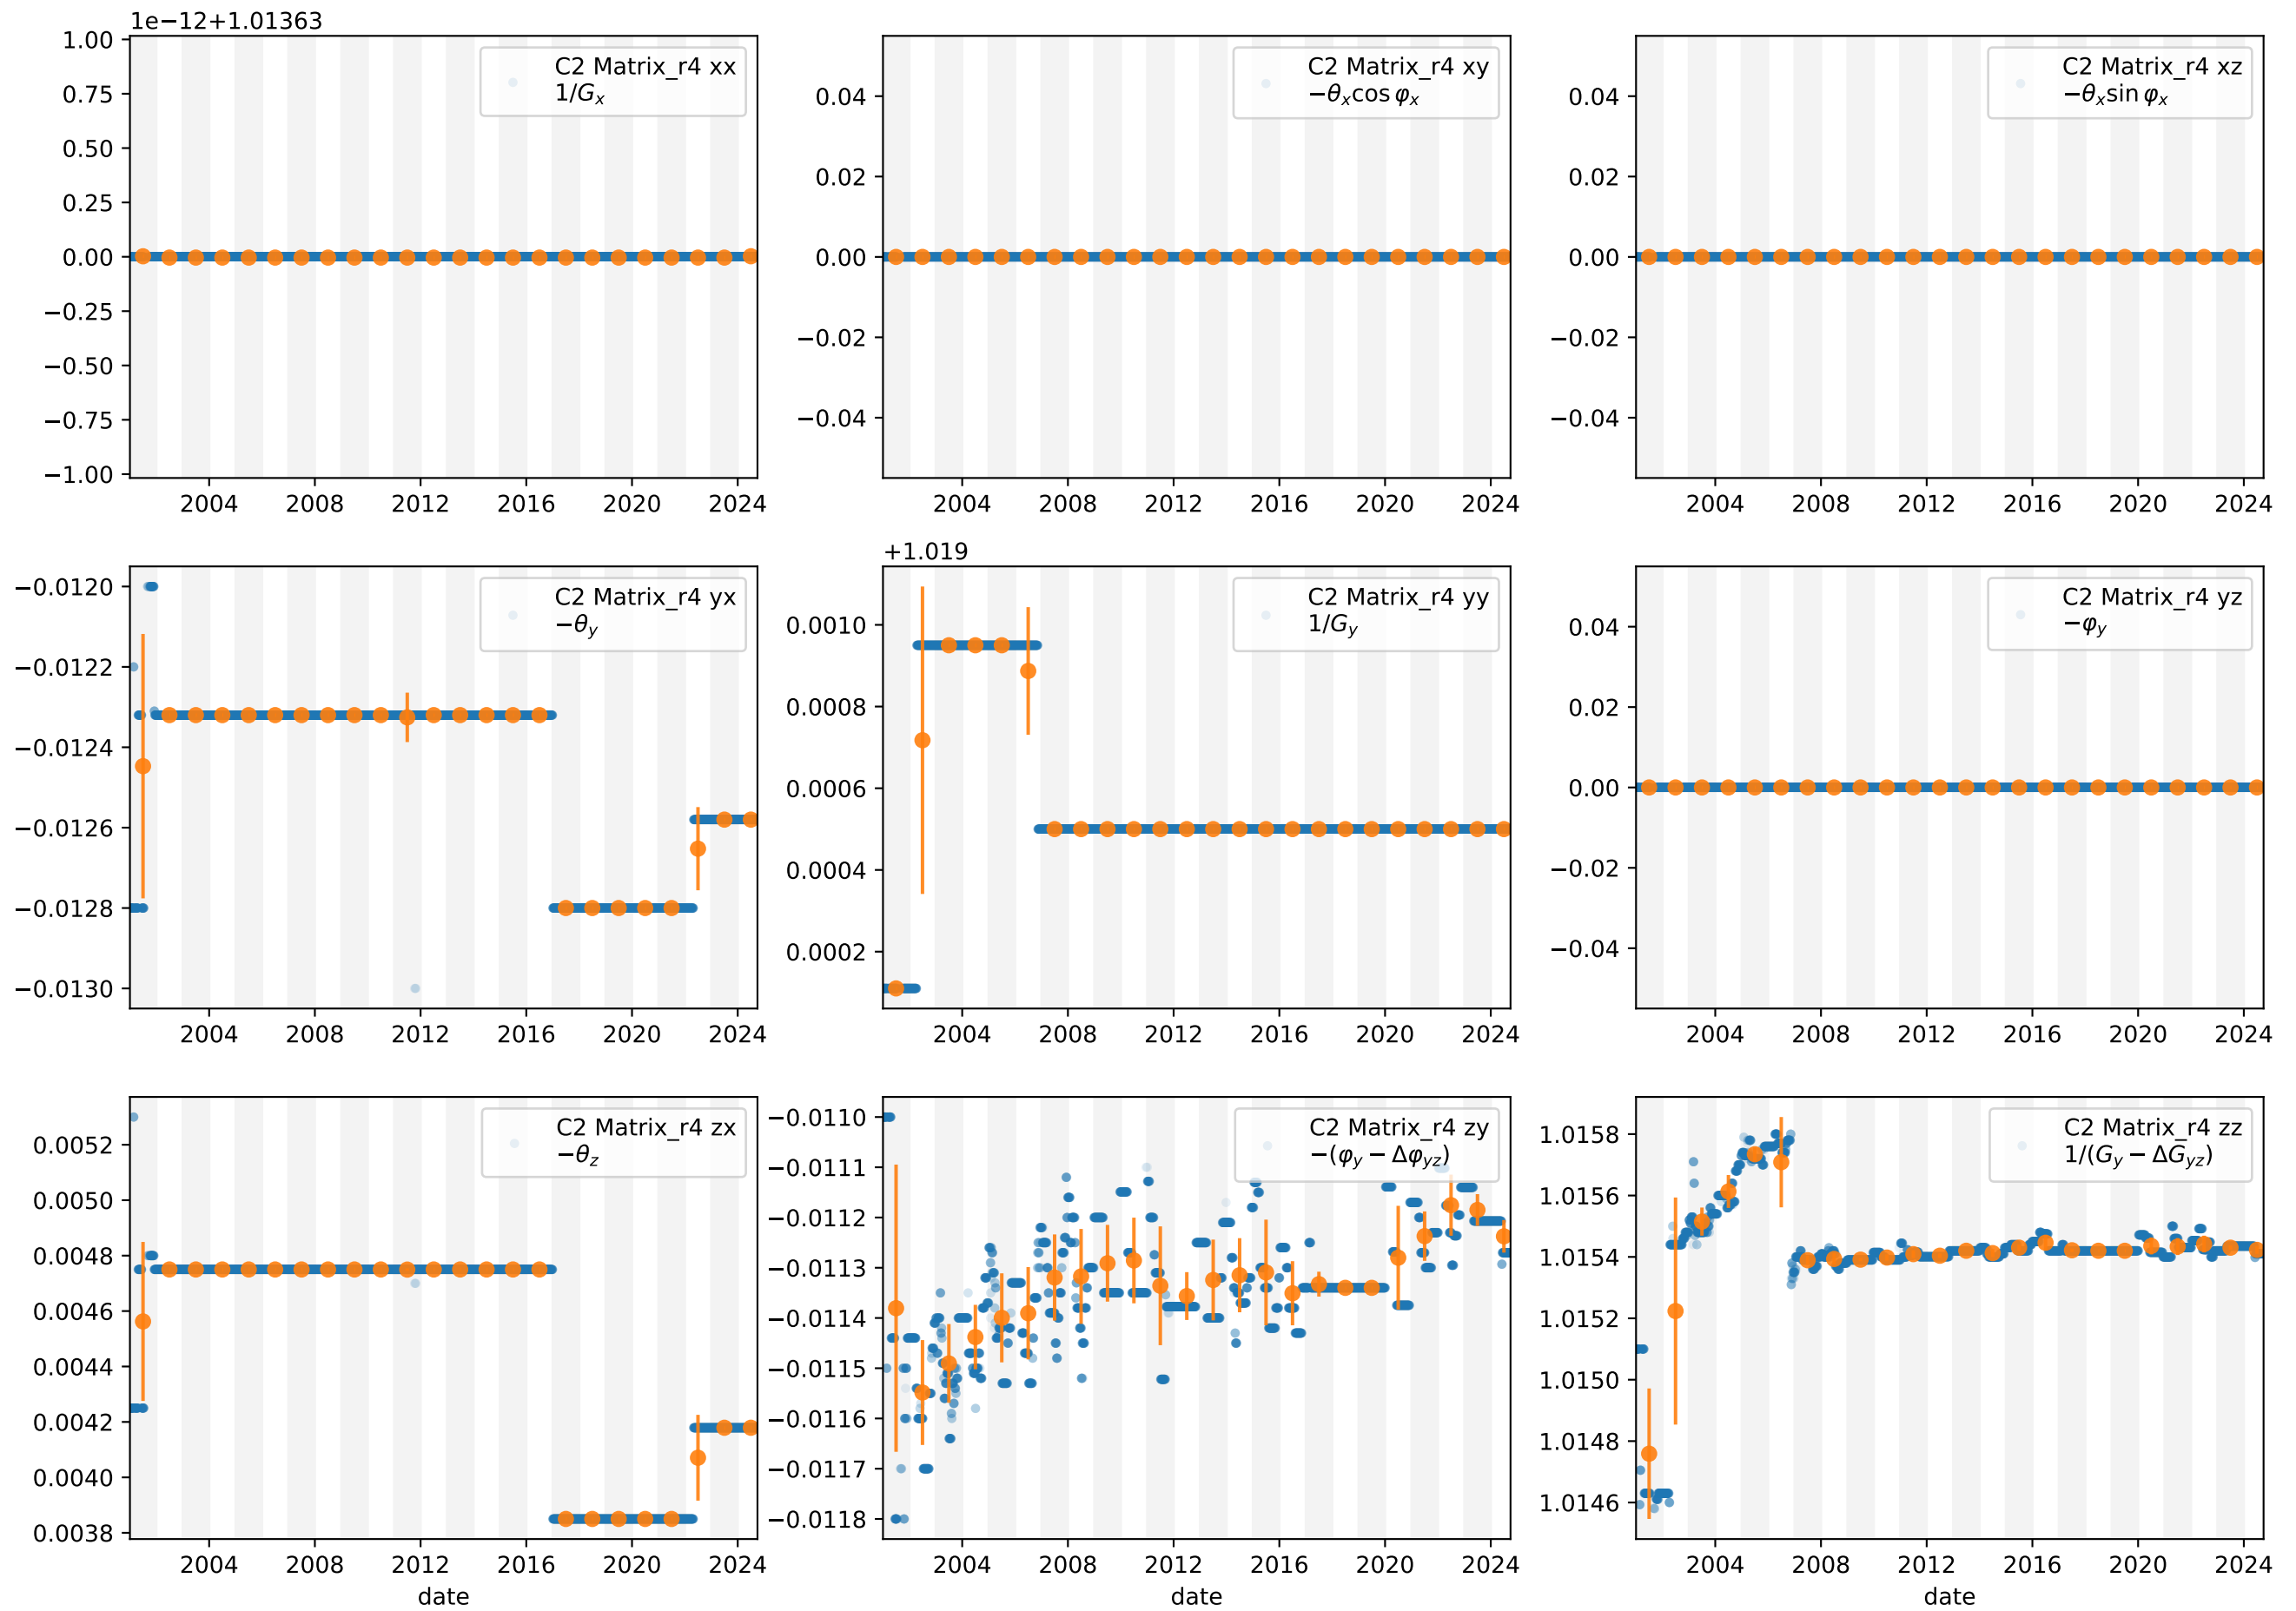 1e−12+1.01363
1.00
0.75
0.50
0.25
0.00
−0.25
−0.50
−0.75
−1.00
C2 Matrix_r4 xx
1/Gₓ
2004 2008 2012 2016 2020 2024
0.04
0.02
0.00
−0.02
−0.04
C2 Matrix_r4 xy
−θₓcos φₓ
2004 2008 2012 2016 2020 2024
0.04
0.02
0.00
−0.02
−0.04
C2 Matrix_r4 xz
−θₓsin φₓ
2004 2008 2012 2016 2020 2024
−0.0120
−0.0122
−0.0124
−0.0126
−0.0128
−0.0130
C2 Matrix_r4 yx
−θ_y
2004 2008 2012 2016 2020 2024
+1.019
0.0010
0.0008
0.0006
0.0004
0.0002
C2 Matrix_r4 yy
1/G_y
2004 2008 2012 2016 2020 2024
0.04
0.02
0.00
−0.02
−0.04
C2 Matrix_r4 yz
−φ_y
2004 2008 2012 2016 2020 2024
0.0052
0.0050
0.0048
0.0046
0.0044
0.0042
0.0040
0.0038
C2 Matrix_r4 zx
−θ_z
2004 2008 2012 2016 2020 2024
date
−0.0110
−0.0111
−0.0112
−0.0113
−0.0114
−0.0115
−0.0116
−0.0117
−0.0118
C2 Matrix_r4 zy
−(φ_y − Δφ_yz)
2004 2008 2012 2016 2020 2024
date
1.0158
1.0156
1.0154
1.0152
1.0150
1.0148
1.0146
C2 Matrix_r4 zz
1/(G_y − ΔG_yz)
2004 2008 2012 2016 2020 2024
date